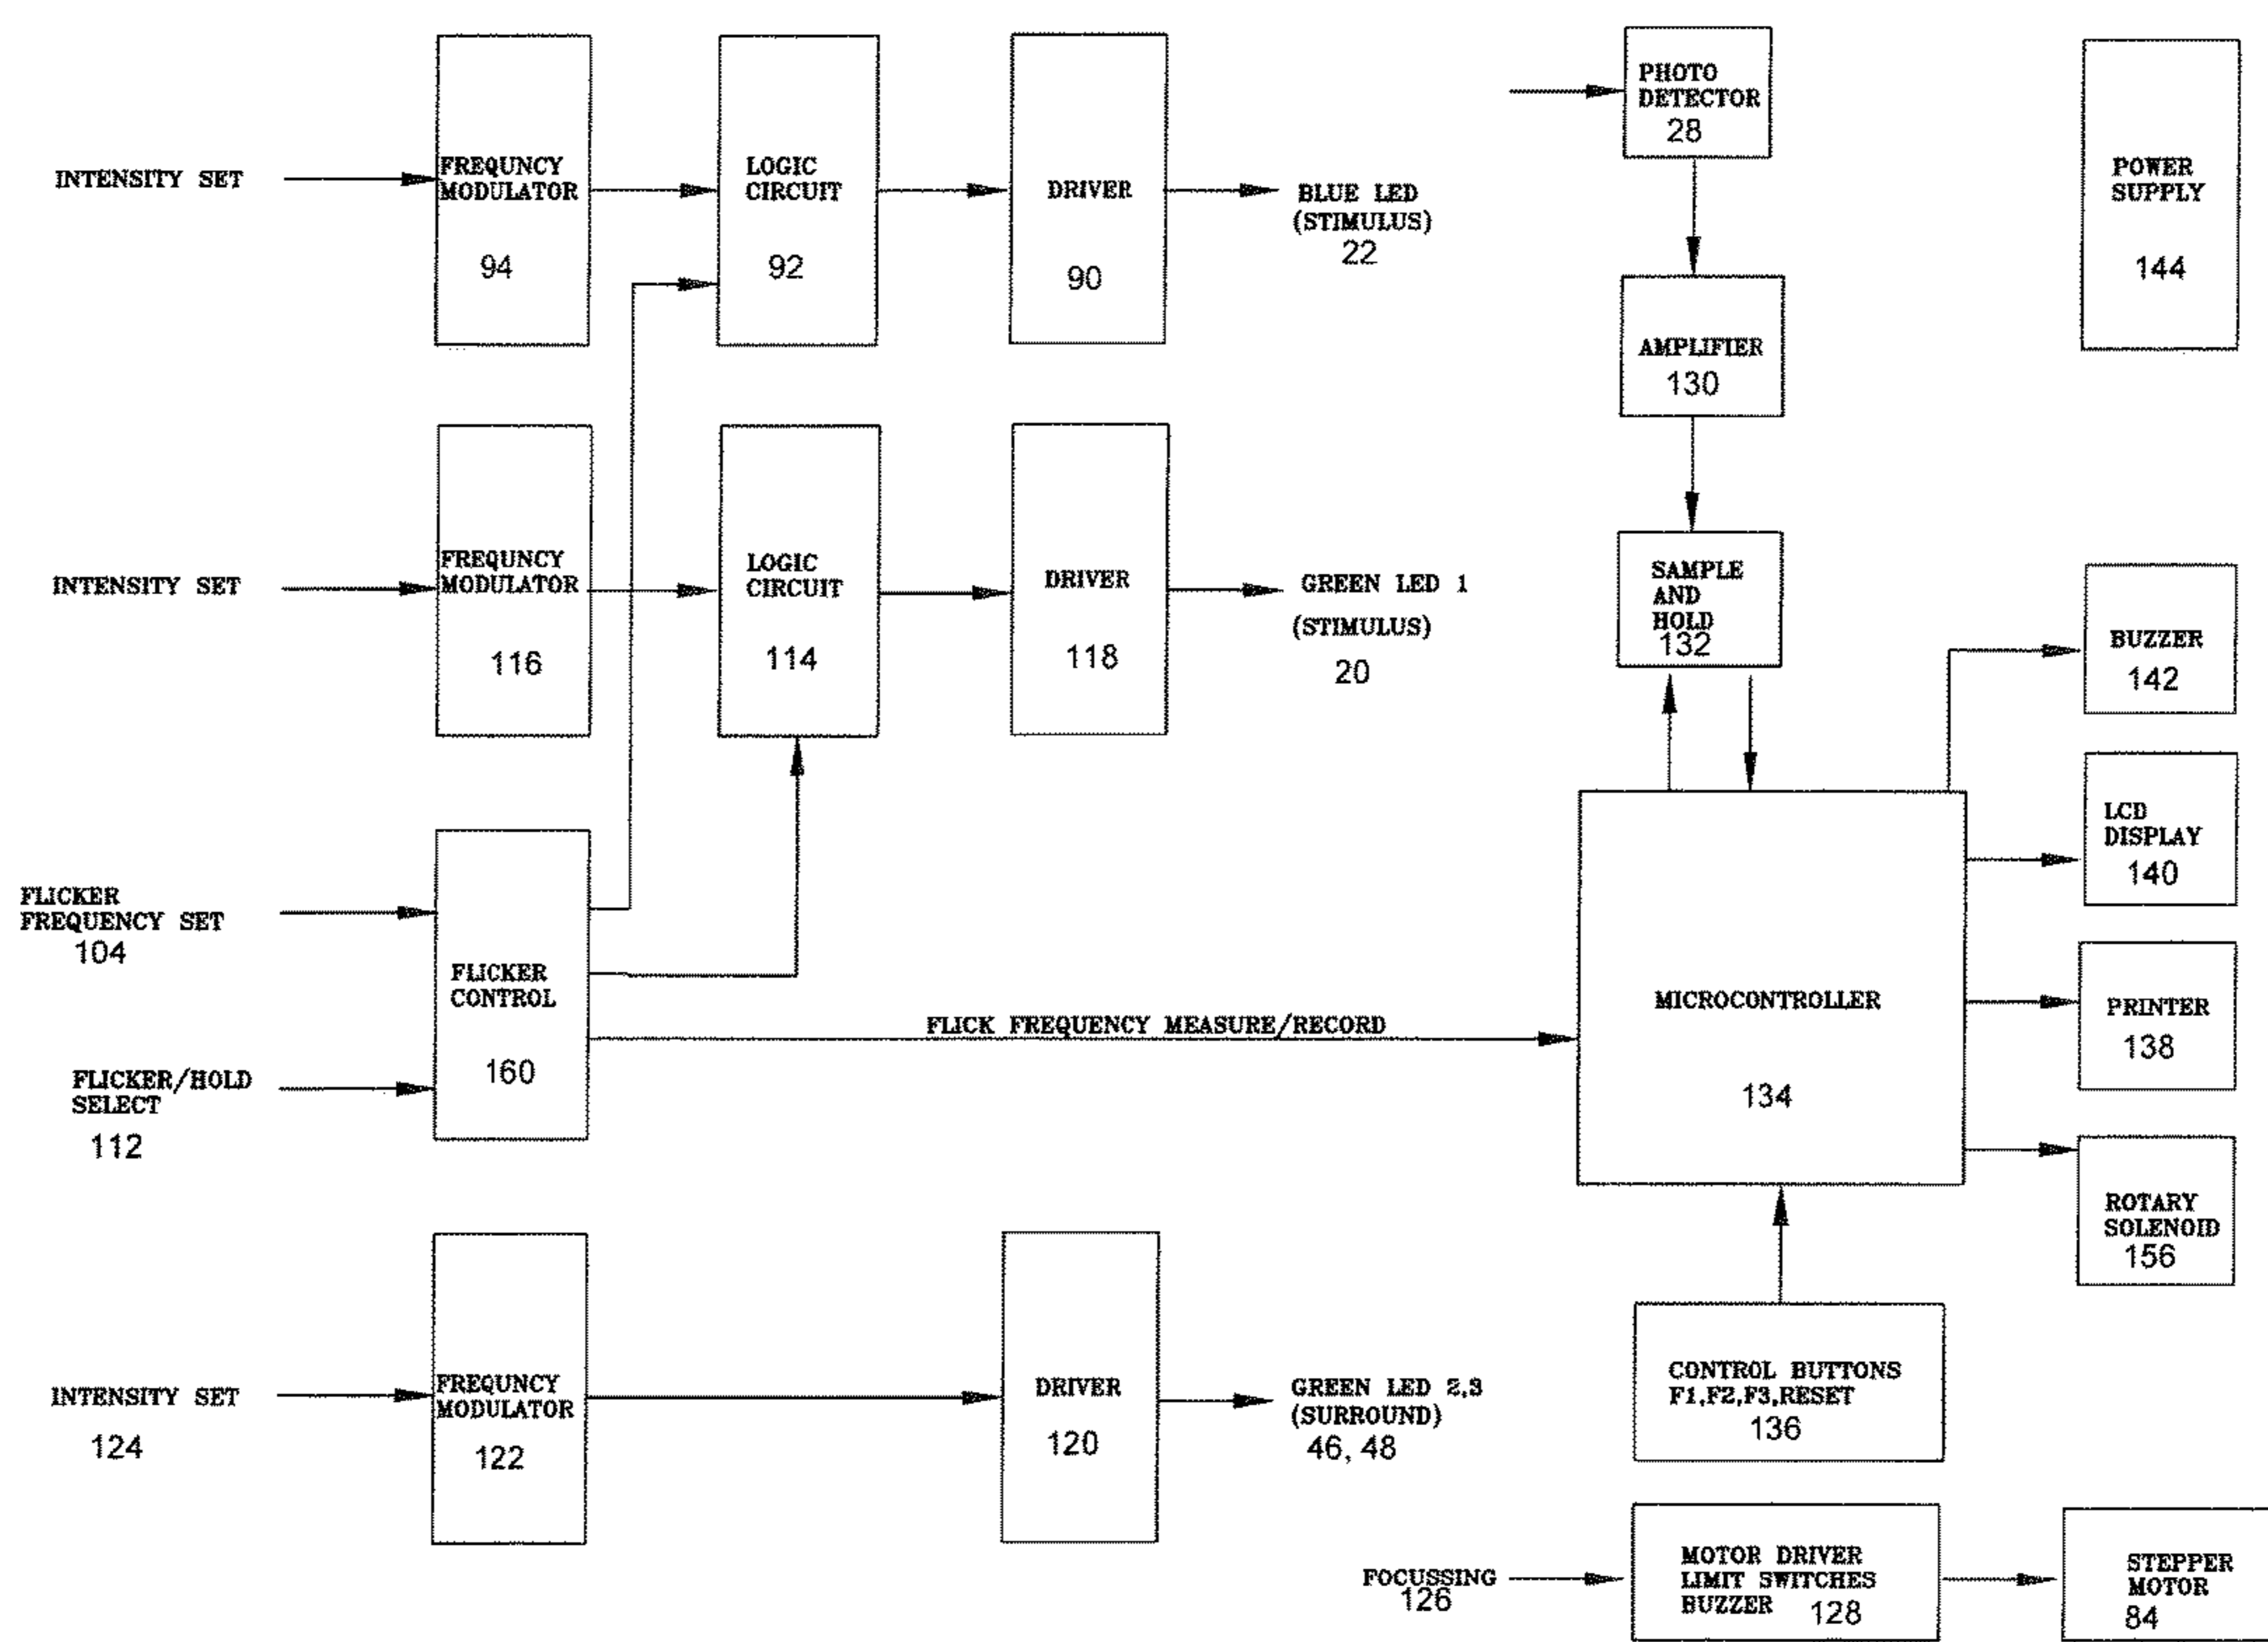 INTENSITY SET
FREQUNCY
MODULATOR
94
LOGIC
CIRCUIT
92
DRIVER
90
BLUE LED
(STIMULUS)
22
PHOTO
DETECTOR
28
POWER
SUPPLY
144
AMPLIFIER
130
INTENSITY SET
FREQUNCY
MODULATOR
116
LOGIC
CIRCUIT
114
DRIVER
118
GREEN LED 1
(STIMULUS)
20
SAMPLE
AND
HOLD
132
BUZZER
142
LCD
DISPLAY
140
FLICKER
FREQUENCY SET
104
FLICKER
CONTROL
160
FLICK FREQUENCY MEASURE/RECORD
MICROCONTROLLER
134
PRINTER
138
FLICKER/HOLD
SELECT
112
ROTARY
SOLENOID
156
INTENSITY SET
124
FREQUNCY
MODULATOR
122
DRIVER
120
GREEN LED 2,3
(SURROUND)
46, 48
CONTROL BUTTONS
F1,F2,F3,RESET
136
FOCUSSING
126
MOTOR DRIVER
LIMIT SWITCHES
BUZZER 128
STEPPER
MOTOR
84